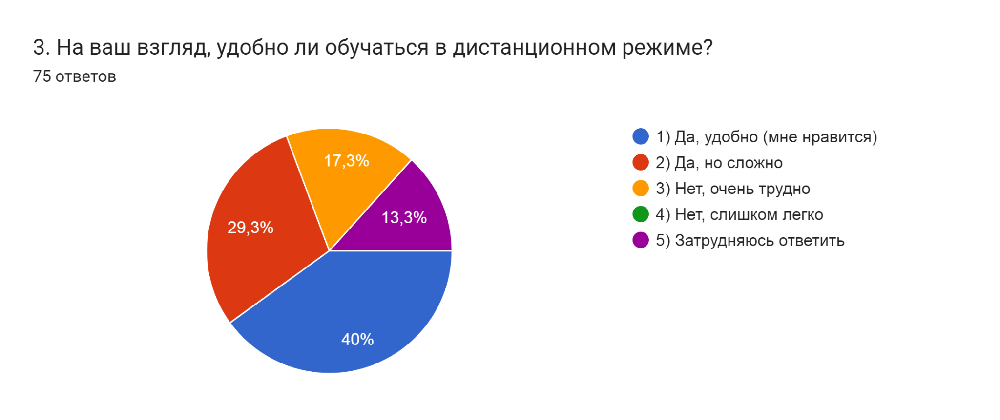 3. На ваш взгляд, удобно ли обучаться в дистанционном режиме?
75 ответов
17,3%
13,3%
29,3%
40%
1) Да, удобно (мне нравится)
2) Да, но сложно
3) Нет, очень трудно
4) Нет, слишком легко
5) Затрудняюсь ответить